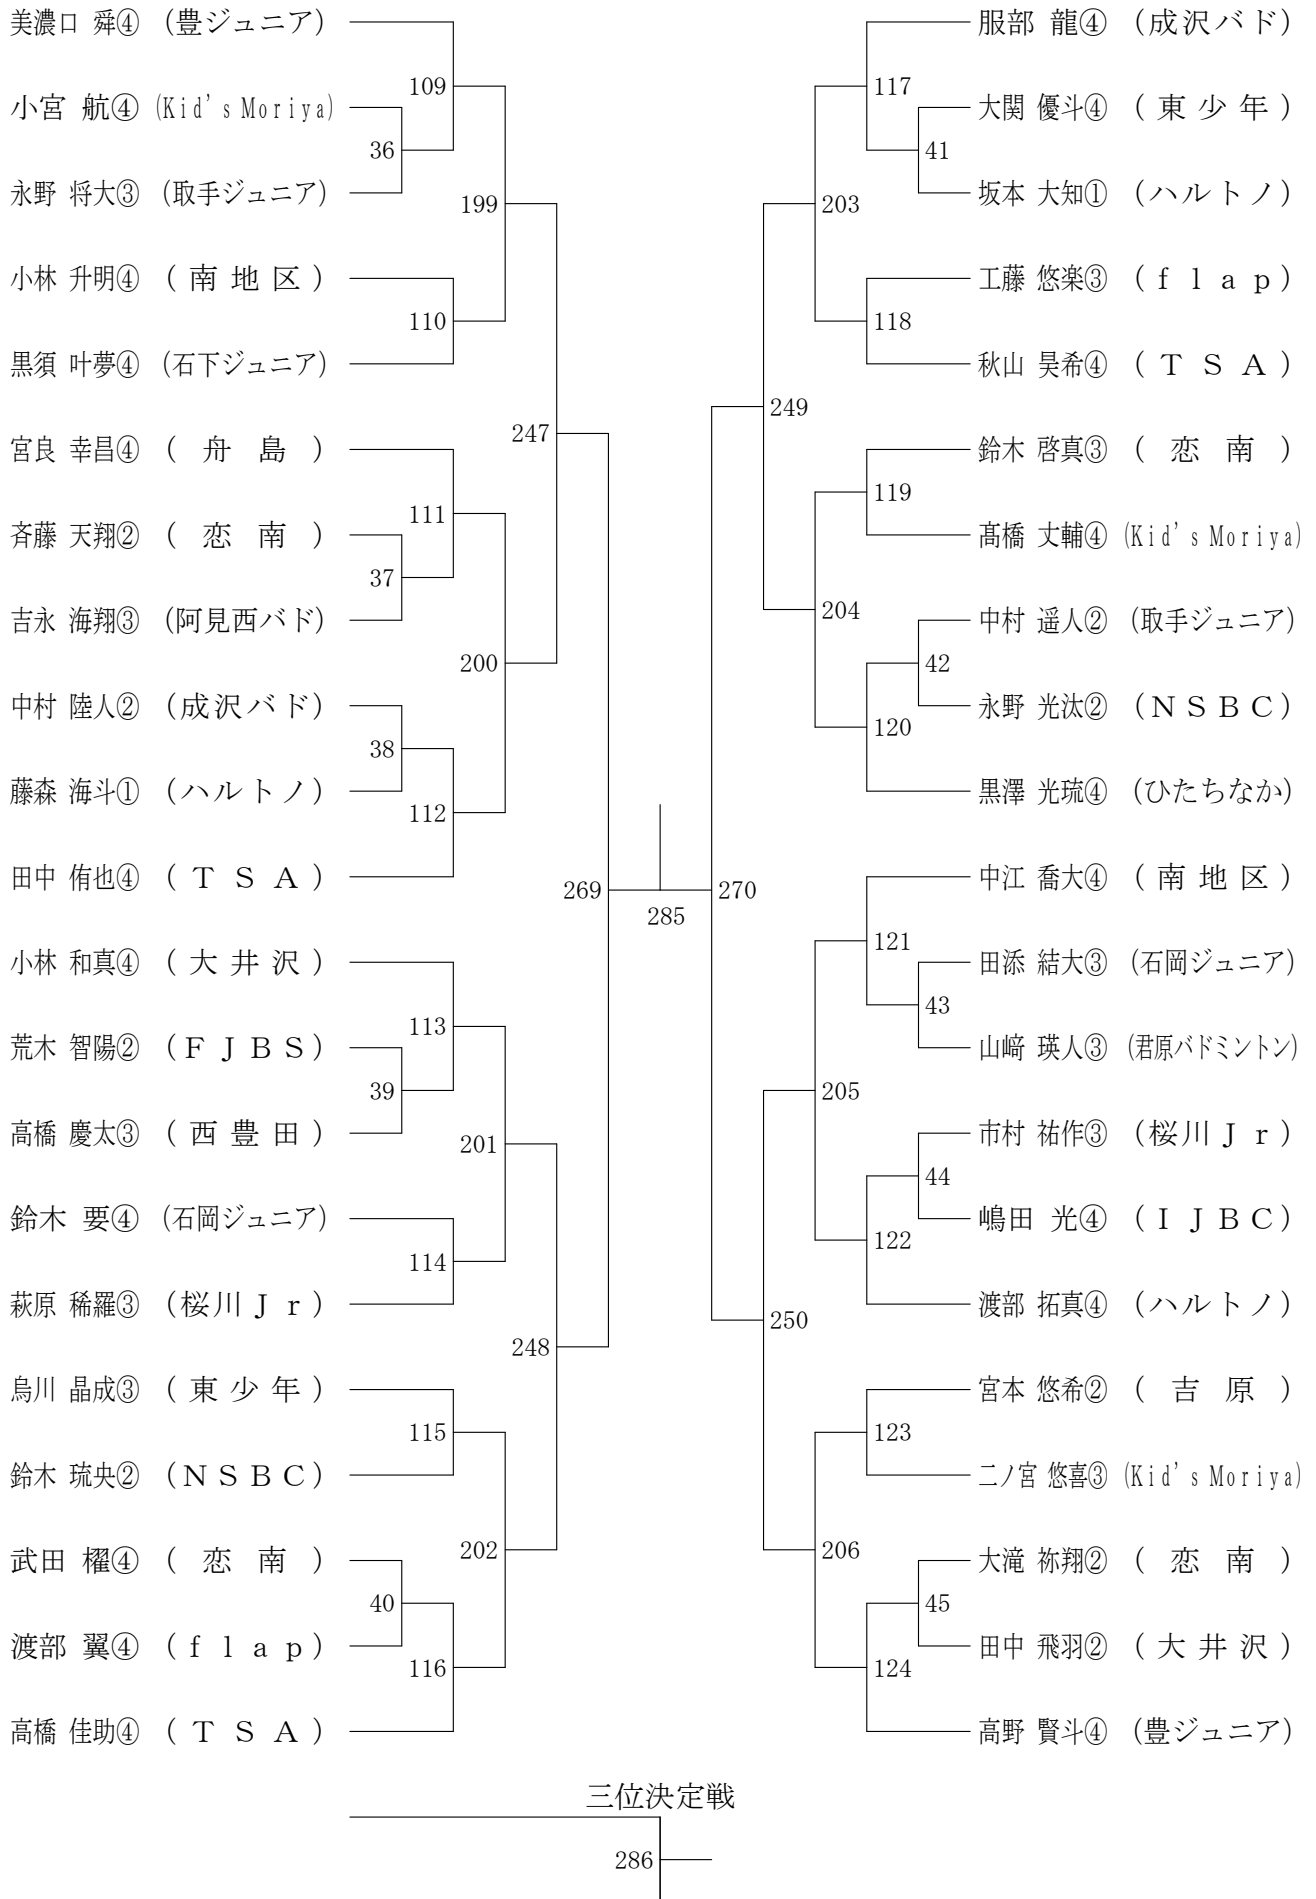 美濃口 舜④ (豊ジュニア)
109
小宮 航④ (Kid's Moriya)
36
永野 将大③ (取手ジュニア)
199
小林 升明④ (南地区)
110
黒須 叶夢④ (石下ジュニア)
247
宮良 幸昌④ (舟島)
111
斉藤 天翔② (恋南)
37
吉永 海翔③ (阿見西バド)
200
中村 陸人② (成沢バド)
38
藤森 海斗① (ハルトノ)
112
田中 侑也④ (TSA)
269
小林 和真④ (大井沢)
113
荒木 智陽② (FJBS)
39
高橋 慶太③ (西豊田)
201
鈴木 要④ (石岡ジュニア)
114
萩原 稀羅③ (桜川Jr)
248
烏川 晶成③ (東少年)
115
鈴木 琉央② (NSBC)
202
武田 櫂④ (恋南)
40
渡部 翼④ (flap)
116
高橋 佳助④ (TSA)
285
服部 龍④ (成沢バド)
117
大関 優斗④ (東少年)
41
坂本 大知① (ハルトノ)
203
工藤 悠楽③ (flap)
118
秋山 昊希④ (TSA)
249
鈴木 啓真③ (恋南)
119
髙橋 丈輔④ (Kid's Moriya)
204
中村 遥人② (取手ジュニア)
42
永野 光汰② (NSBC)
120
黒澤 光琉④ (ひたちなか)
270
中江 喬大④ (南地区)
121
田添 結大③ (石岡ジュニア)
43
山﨑 瑛人③ (君原バドミントン)
205
市村 祐作③ (桜川Jr)
44
嶋田 光④ (IJBC)
122
渡部 拓真④ (ハルトノ)
250
宮本 悠希② (吉原)
123
二ノ宮 悠喜③ (Kid's Moriya)
206
大滝 祢翔② (恋南)
45
田中 飛羽② (大井沢)
124
高野 賢斗④ (豊ジュニア)
三位決定戦
286